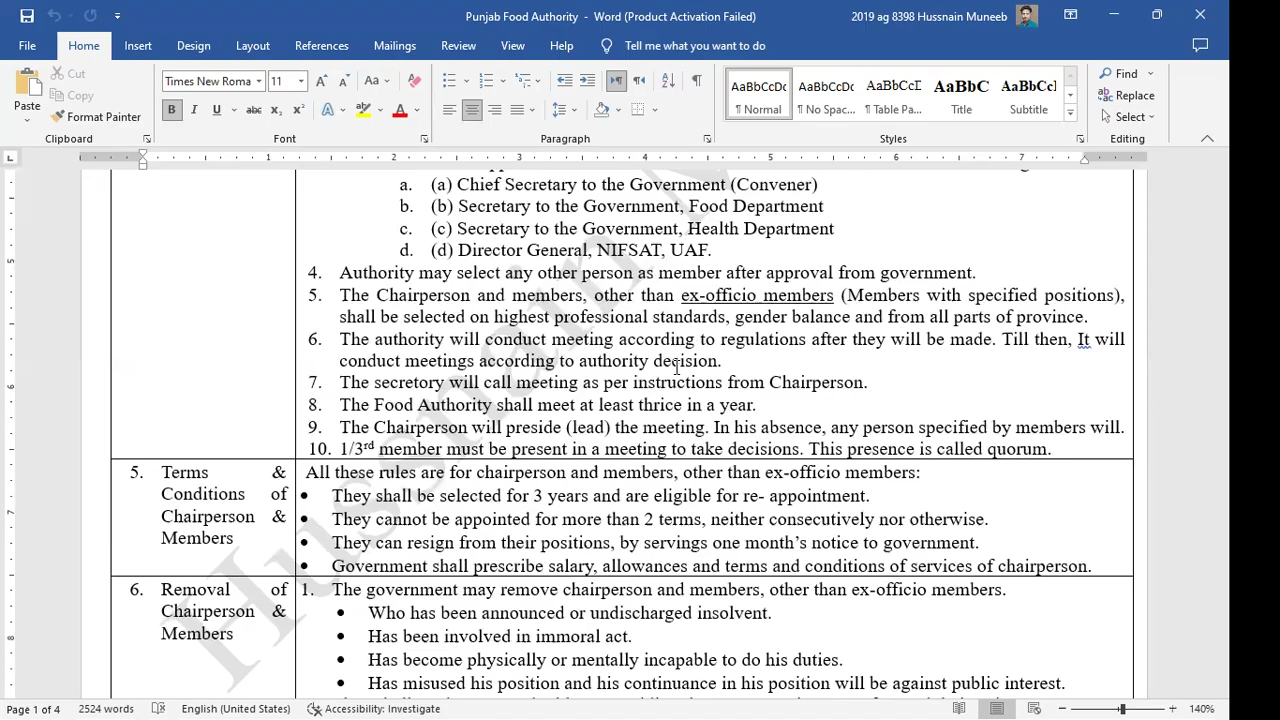 Punjab Food Authority - Word (Product Activation Failed)
2019 ag 8398 Hussnain Muneeb
File Home Insert Design Layout References Mailings Review View Help Tell me what you want to do
Paste
Cut
Copy
Format Painter
Clipboard
Times New Roma 11
Aa
B I U abc x₂ x² A A
Font
Paragraph
AaBbCcDc AaBbCcDc AaBbCcI AaBbC AaBbCcl
¶ Normal ¶ No Spac... ¶ Table Pa... Title Subtitle
Styles
Find
Replace
Select
Editing
1 2 3 4 5 6 7
a. (a) Chief Secretary to the Government (Convener)
b. (b) Secretary to the Government, Food Department
c. (c) Secretary to the Government, Health Department
d. (d) Director General, NIFSAT, UAF.
4. Authority may select any other person as member after approval from government.
5. The Chairperson and members, other than ex-officio members (Members with specified positions),
shall be selected on highest professional standards, gender balance and from all parts of province.
6. The authority will conduct meeting according to regulations after they will be made. Till then, It will
conduct meetings according to authority decision.
7. The secretory will call meeting as per instructions from Chairperson.
8. The Food Authority shall meet at least thrice in a year.
9. The Chairperson will preside (lead) the meeting. In his absence, any person specified by members will.
10. 1/3rd member must be present in a meeting to take decisions. This presence is called quorum.
5. Terms &
Conditions of
Chairperson &
Members
All these rules are for chairperson and members, other than ex-officio members:
• They shall be selected for 3 years and are eligible for re- appointment.
• They cannot be appointed for more than 2 terms, neither consecutively nor otherwise.
• They can resign from their positions, by servings one month's notice to government.
• Government shall prescribe salary, allowances and terms and conditions of services of chairperson.
6. Removal of
Chairperson &
Members
1. The government may remove chairperson and members, other than ex-officio members.
• Who has been announced or undischarged insolvent.
• Has been involved in immoral act.
• Has become physically or mentally incapable to do his duties.
• Has misused his position and his continuance in his position will be against public interest.
Hussnain
Page 1 of 4 2524 words English (United States) Accessibility: Investigate 140%